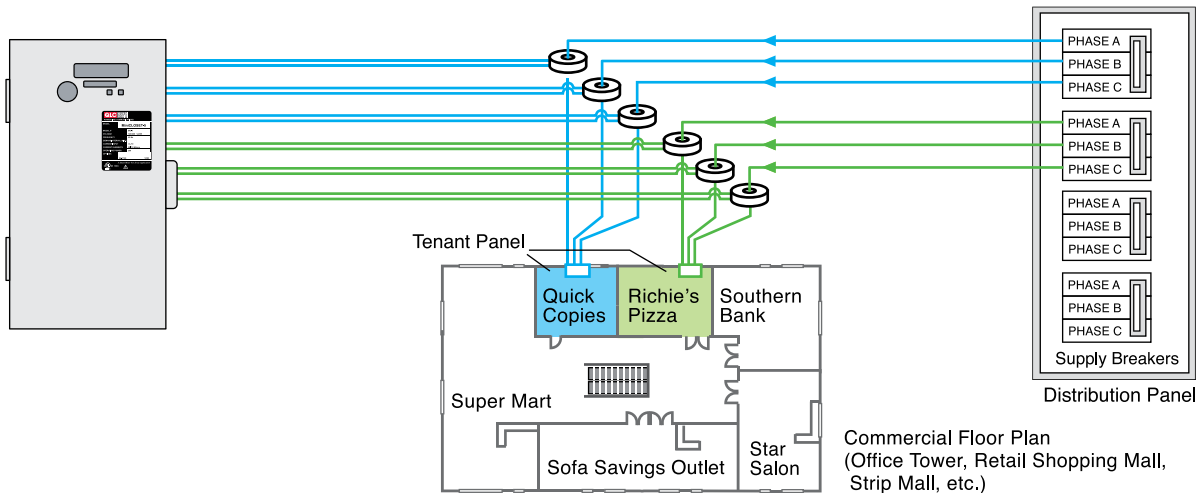 PHASE A
PHASE B
PHASE C
PHASE A
PHASE B
PHASE C
PHASE A
PHASE B
PHASE C
PHASE A
PHASE B
PHASE C
Supply Breakers
Distribution Panel
GLC
Tenant Panel
Quick
Copies
Richie's
Pizza
Southern
Bank
Super Mart
Sofa Savings Outlet
Star
Salon
Commercial Floor Plan
(Office Tower, Retail Shopping Mall,
Strip Mall, etc.)